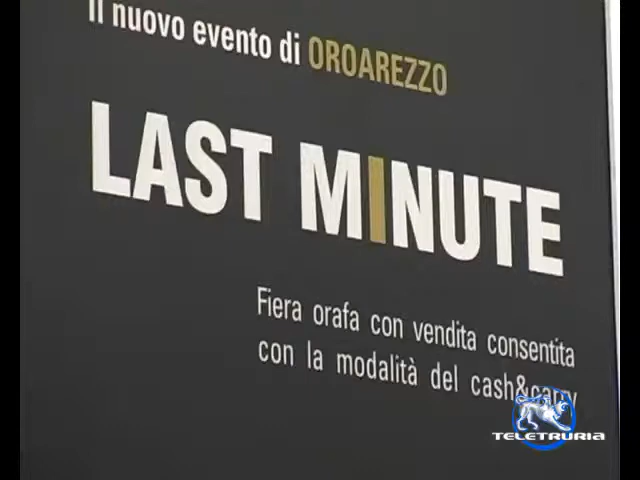 Il nuovo evento di OROAREZZO
LAST MINUTE
Fiera orafa con vendita consentita
con la modalità del cash&carry
TELETRURIA